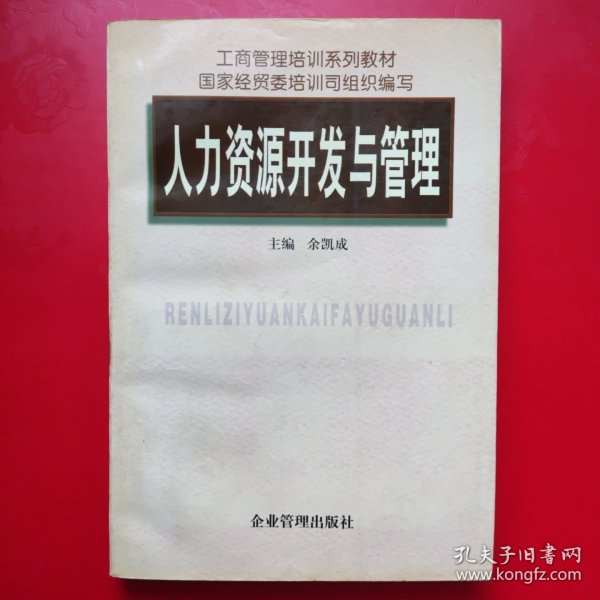 工商管理培训系列教材
国家经贸委培训司组织编写
人力资源开发与管理
主编 余凯成
RENLIZIYUANKAIFAYUGUANLI
企业管理出版社
孔夫子旧书网
www.kongfz.com